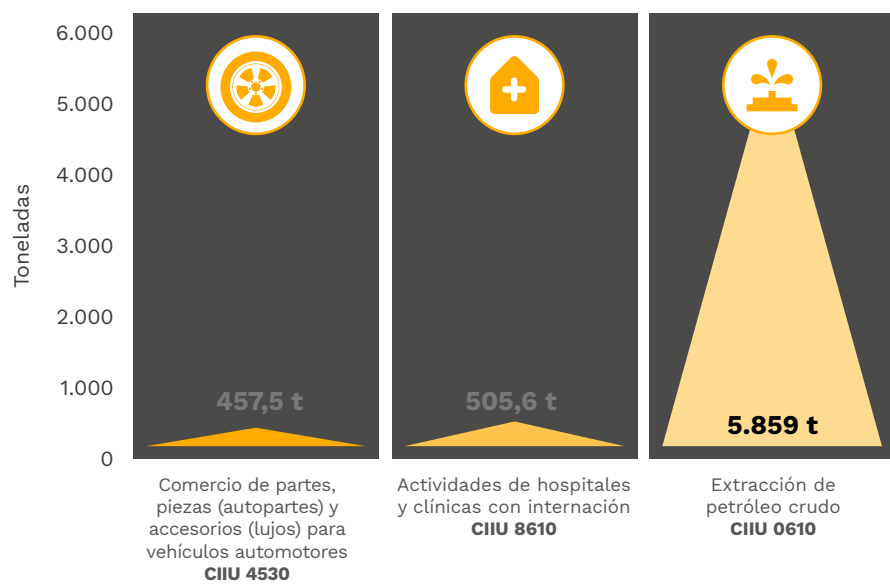 Toneladas
6.000
5.000
4.000
3.000
2.000
1.000
0
457,5 t
505,6 t
5.859 t
Comercio de partes,
piezas (autopartes) y
accesorios (lujos) para
vehículos automotores
CIIU 4530
Actividades de hospitales
y clínicas con internación
CIIU 8610
Extracción de
petróleo crudo
CIIU 0610